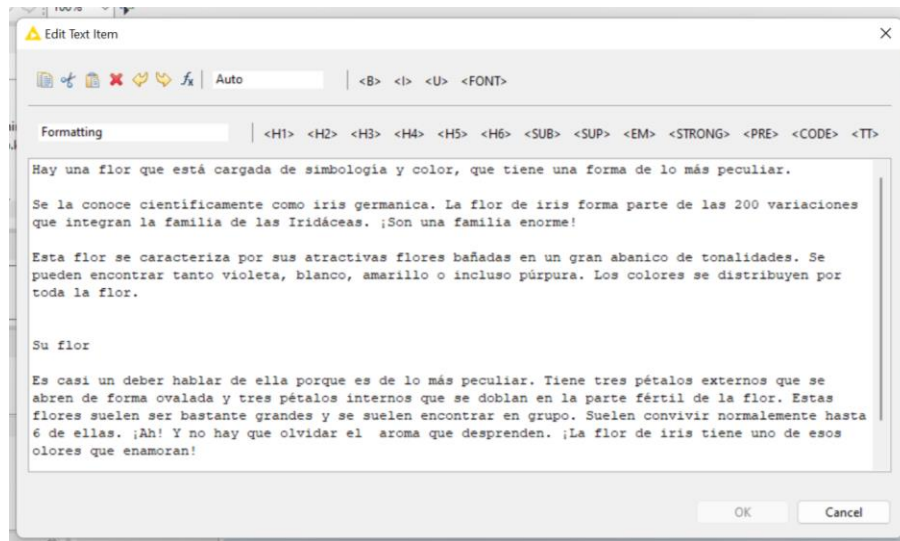 100%
Edit Text Item
Auto
<B> <I> <U> <FONT>
Formatting
<H1> <H2> <H3> <H4> <H5> <H6> <SUB> <SUP> <EM> <STRONG> <PRE> <CODE> <TT>
Hay una flor que está cargada de simbología y color, que tiene una forma de lo más peculiar.
Se la conoce científicamente como iris germanica. La flor de iris forma parte de las 200 variaciones
que integran la familia de las Iridáceas. ¡Son una familia enorme!
Esta flor se caracteriza por sus atractivas flores bañadas en un gran abanico de tonalidades. Se
pueden encontrar tanto violeta, blanco, amarillo o incluso púrpura. Los colores se distribuyen por
toda la flor.
Su flor
Es casi un deber hablar de ella porque es de lo más peculiar. Tiene tres pétalos externos que se
abren de forma ovalada y tres pétalos internos que se doblan en la parte fértil de la flor. Estas
flores suelen ser bastante grandes y se suelen encontrar en grupo. Suelen convivir normalemente hasta
6 de ellas. ¡Ah! Y no hay que olvidar el  aroma que desprenden. ¡La flor de iris tiene uno de esos
olores que enamoran!
OK
Cancel